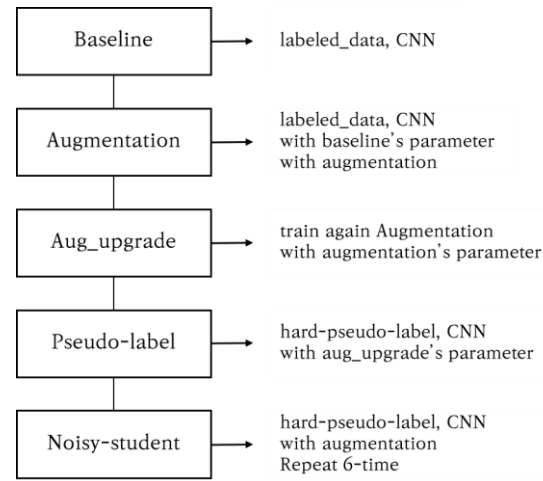 Baseline
labeled_data, CNN
Augmentation
labeled_data, CNN
with baseline's parameter
with augmentation
Aug_upgrade
train again Augmentation
with augmentation's parameter
Pseudo-label
hard-pseudo-label, CNN
with aug_upgrade's parameter
Noisy-student
hard-pseudo-label, CNN
with augmentation
Repeat 6-time